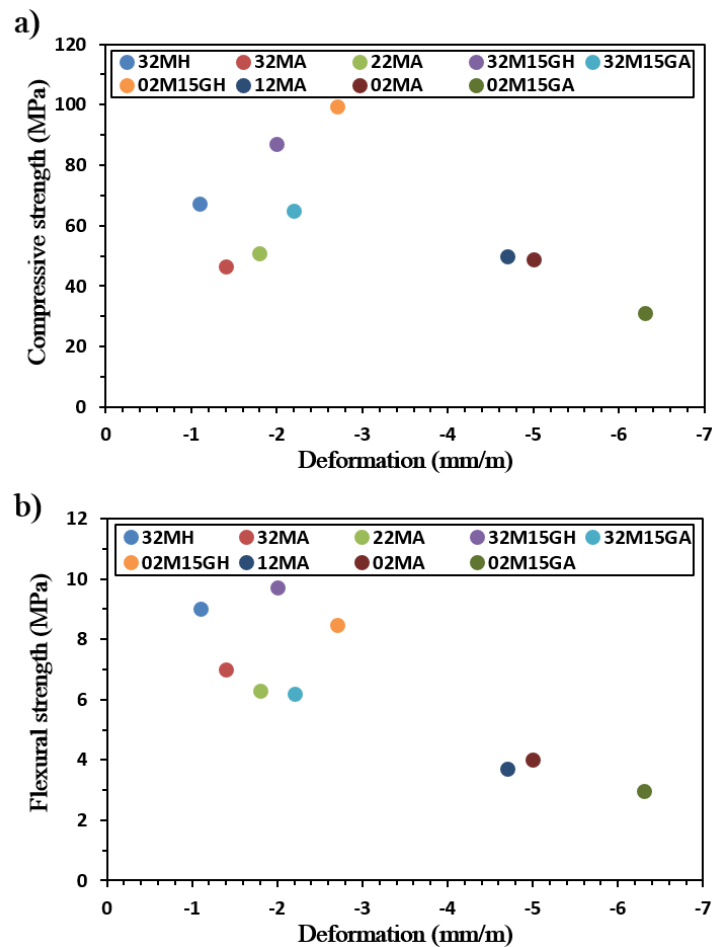 a)
120
100
80
60
40
20
0
Compressive strength (MPa)
32MH 32MA 22MA 32M15GH 32M15GA
02M15GH 12MA 02MA 02M15GA
0 -1 -2 -3 -4 -5 -6 -7
Deformation (mm/m)
b)
12
10
8
6
4
2
0
Flexural strength (MPa)
32MH 32MA 22MA 32M15GH 32M15GA
02M15GH 12MA 02MA 02M15GA
0 -1 -2 -3 -4 -5 -6 -7
Deformation (mm/m)